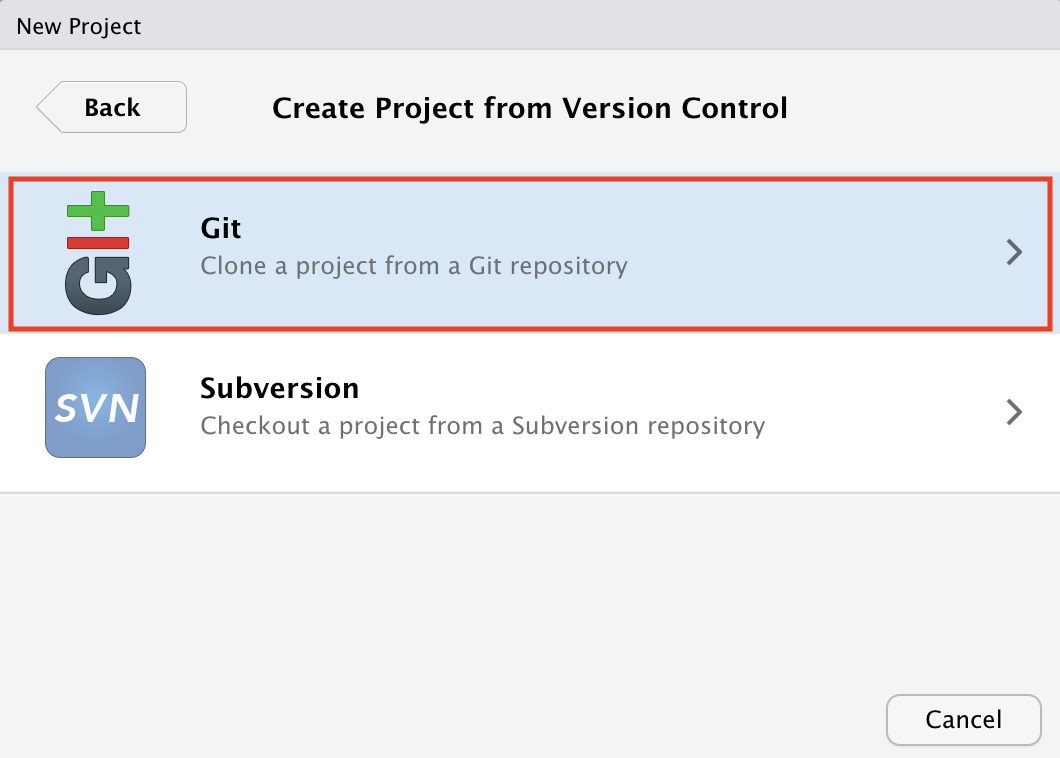 New Project
Back
Create Project from Version Control
GIt
Git
Clone a project from a Git repository
SVN
Subversion
Checkout a project from a Subversion repository
Cancel